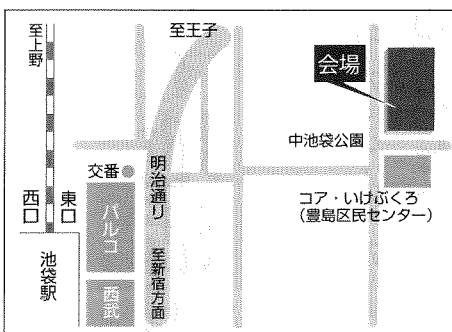 至上野
至王子
会場
中池袋公園
交番
明治通り
コア・いけぶくろ
(豊島区民センター)
西口
東口
パルコ
至新宿方面
池袋駅
西武